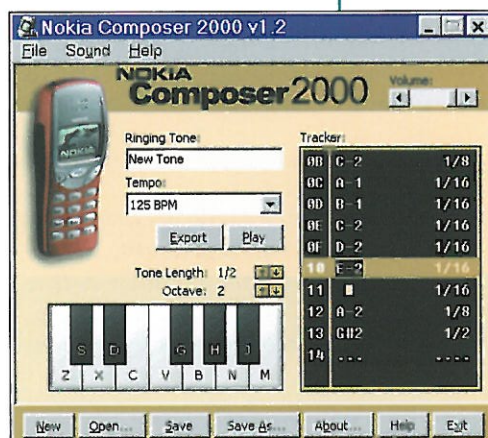 Nokia Composer 2000 v1.2
File Sound Help
NOKIA
Composer 2000
Volume:
NOKIA
Ringing Tone:
New Tone
Tempo:
125 BPM
Export Play
Tone Length: 1/2
Octave: 2
S D G H J
Z X C V B N M
Tracker:
0B C-2 1/8
0C A-1 1/16
0D B-1 1/16
0E C-2 1/16
0F D-2 1/16
10 E-2 1/16
11 1/16
12 A-2 1/8
13 G#2 1/2
14 ... ....
New Open... Save Save As... About... Help Exit